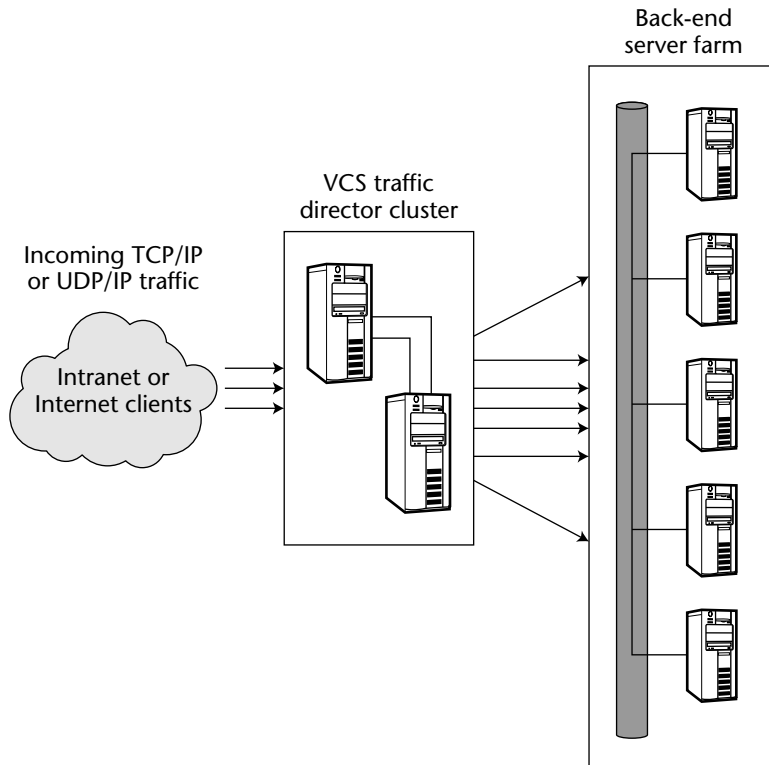 Back-end
server farm
VCS traffic
director cluster
Incoming TCP/IP
or UDP/IP traffic
Intranet or
Internet clients